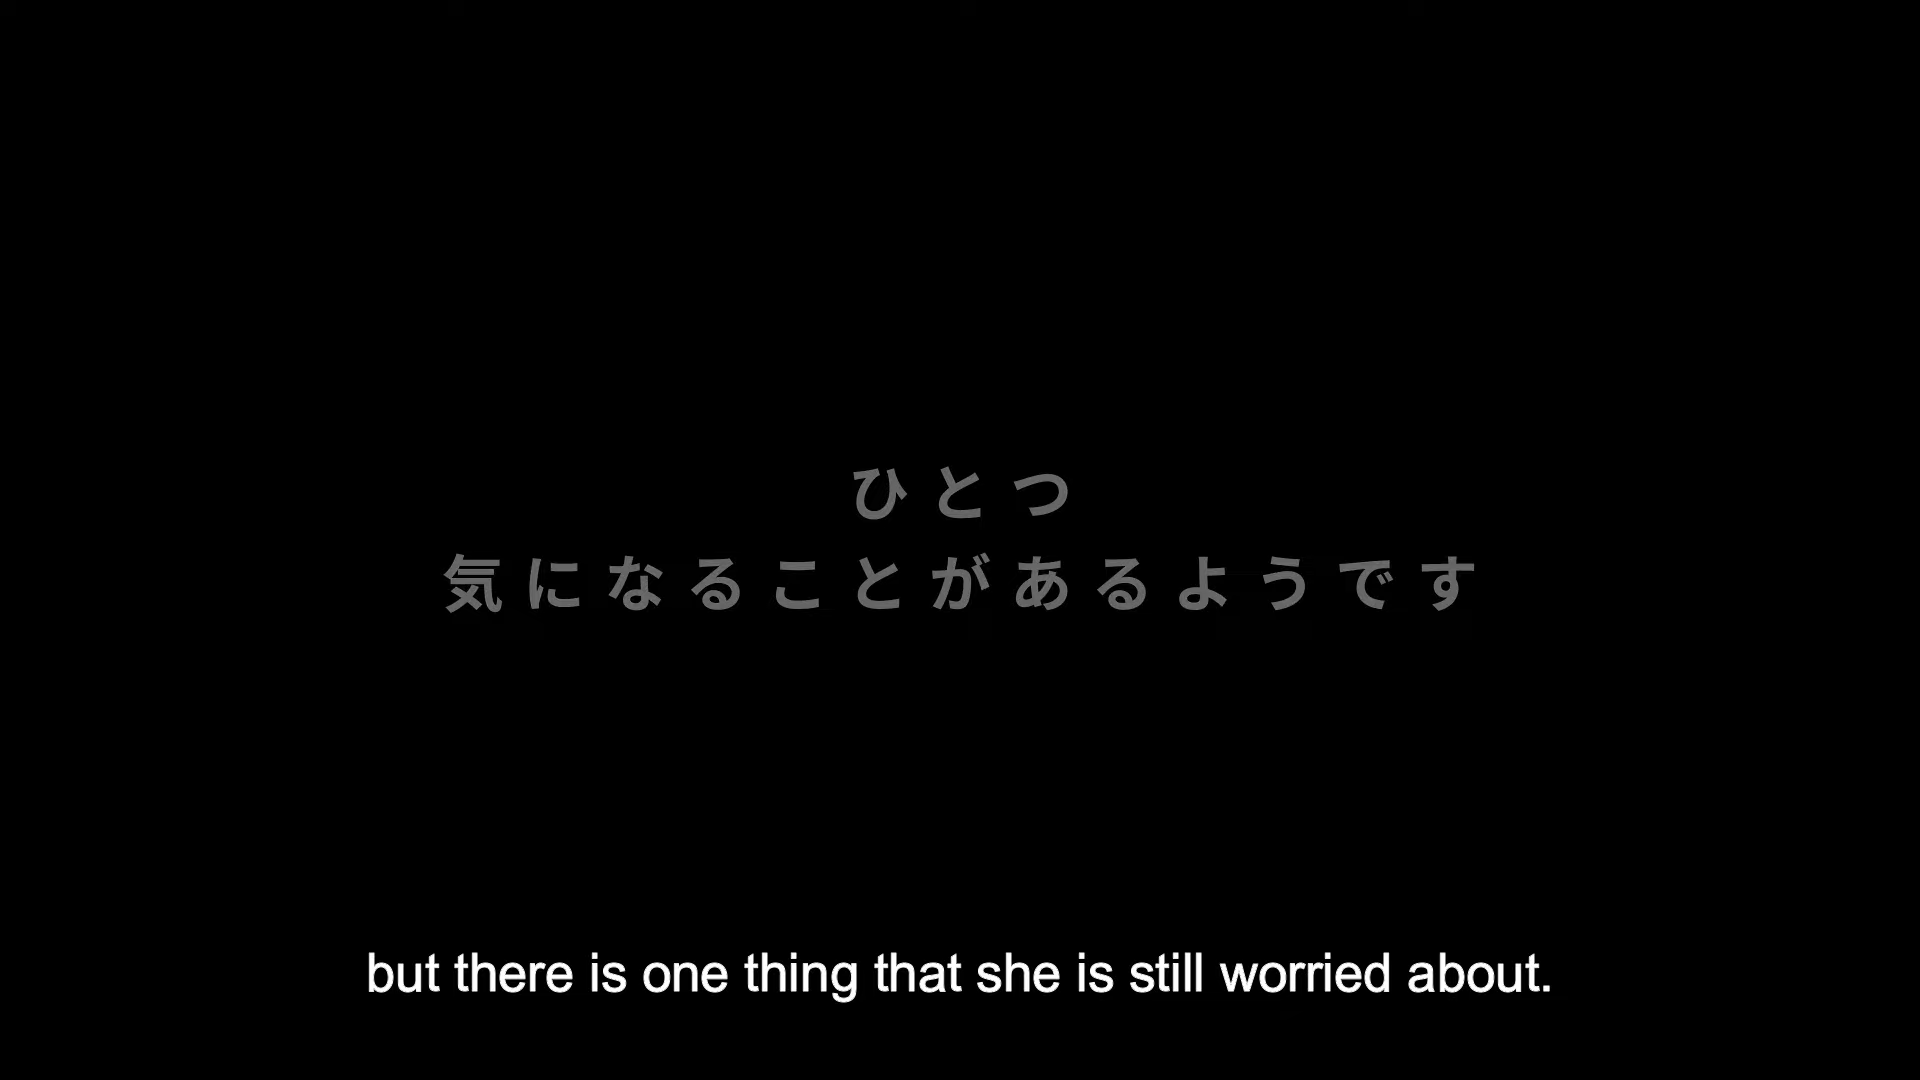 ひとつ
気になることがあるようです
but there is one thing that she is still worried about.